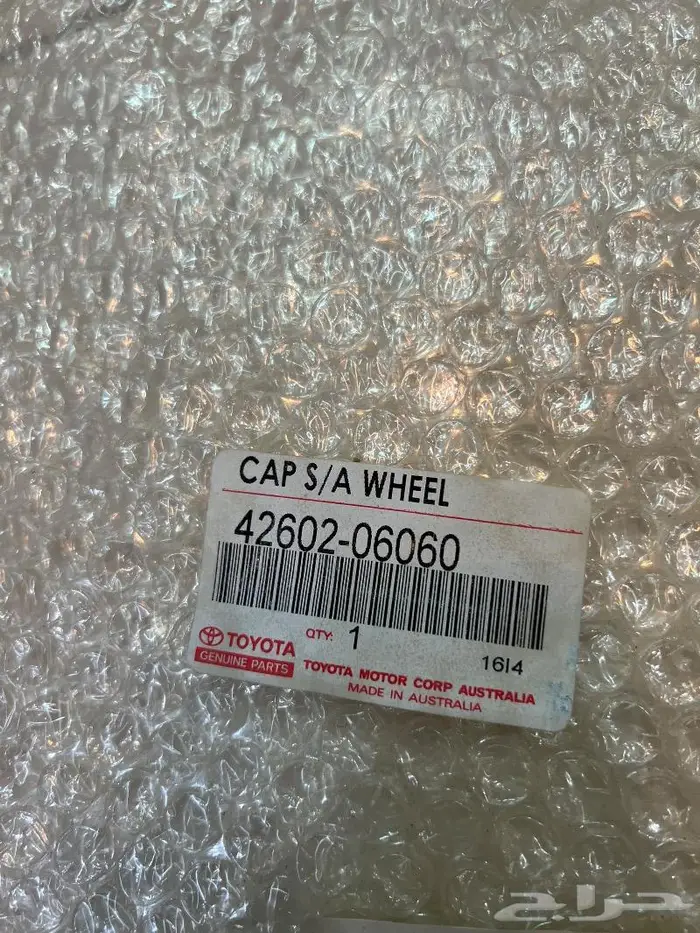 CAP S/A WHEEL
42602-06060
QTY: 1
16I4
TOYOTA
GENUINE PARTS
TOYOTA MOTOR CORP AUSTRALIA
MADE IN AUSTRALIA
حراج